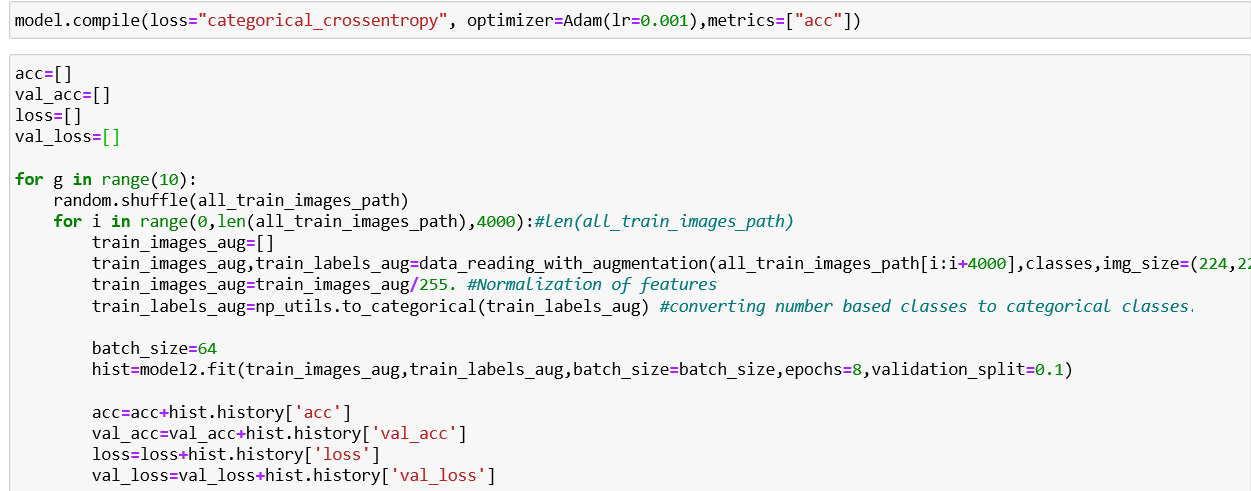 model.compile(loss="categorical_crossentropy", optimizer=Adam(lr=0.001),metrics=["acc"])
acc=[]
val_acc=[]
loss=[]
val_loss=[]
for g in range(10):
    random.shuffle(all_train_images_path)
    for i in range(0,len(all_train_images_path),4000):#len(all_train_images_path)
        train_images_aug=[]
        train_images_aug,train_labels_aug=data_reading_with_augmentation(all_train_images_path[i:i+4000],classes,img_size=(224,22
        train_images_aug=train_images_aug/255. #Normalization of features
        train_labels_aug=np_utils.to_categorical(train_labels_aug) #converting number based classes to categorical classes.
        batch_size=64
        hist=model2.fit(train_images_aug,train_labels_aug,batch_size=batch_size,epochs=8,validation_split=0.1)
        acc=acc+hist.history['acc']
        val_acc=val_acc+hist.history['val_acc']
        loss=loss+hist.history['loss']
        val_loss=val_loss+hist.history['val_loss']